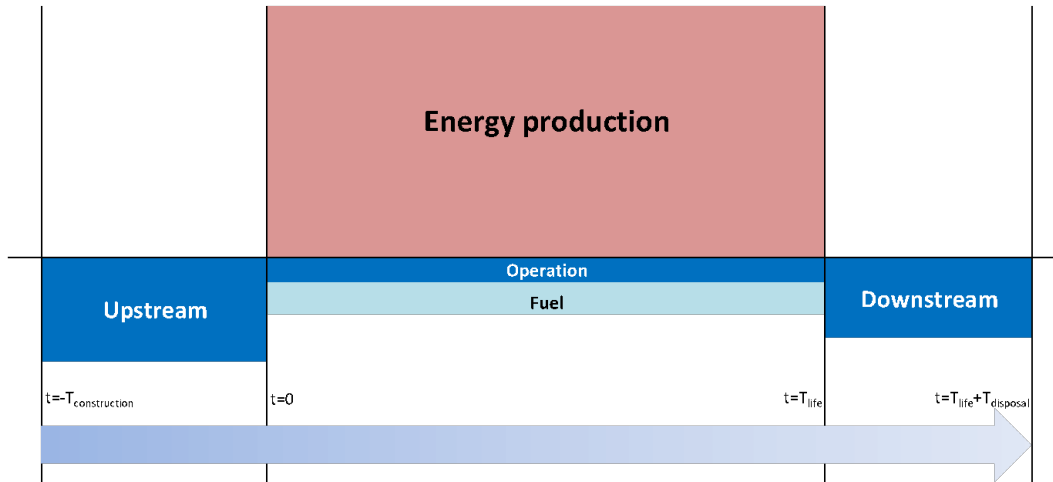 Energy production
Operation
Fuel
Upstream
Downstream
t=-Tconstruction
t=0
t=Tlife
t=Tlife+Tdisposal